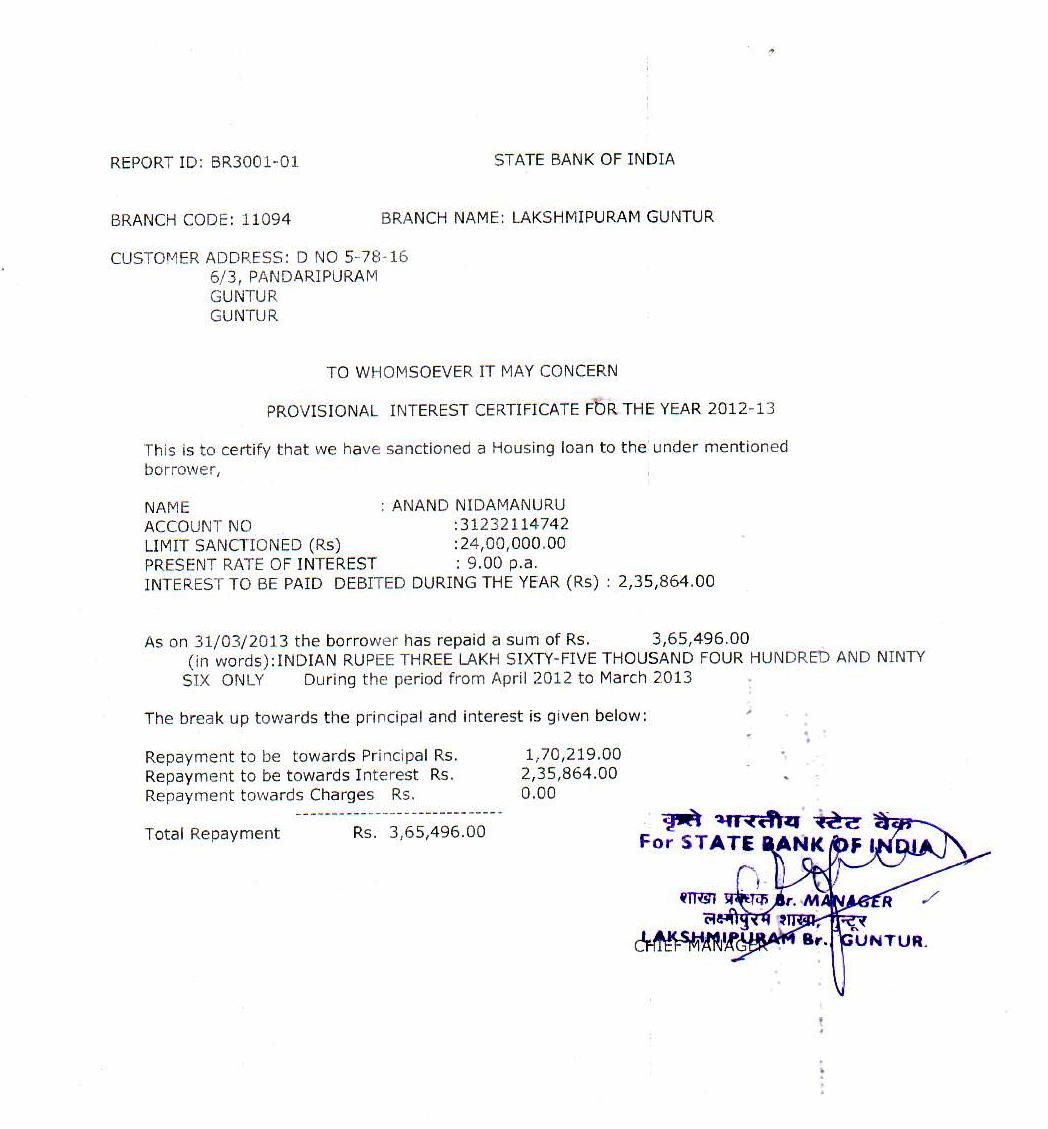 REPORT ID: BR3001-01 STATE BANK OF INDIA
BRANCH CODE: 11094 BRANCH NAME: LAKSHMIPURAM GUNTUR
CUSTOMER ADDRESS: D NO 5-78-16
6/3, PANDARIPURAM
GUNTUR
GUNTUR
TO WHOMSOEVER IT MAY CONCERN
PROVISIONAL INTEREST CERTIFICATE FOR THE YEAR 2012-13
This is to certify that we have sanctioned a Housing loan to the under mentioned
borrower,
NAME : ANAND NIDAMANURU
ACCOUNT NO :31232114742
LIMIT SANCTIONED (Rs) :24,00,000.00
PRESENT RATE OF INTEREST : 9.00 p.a.
INTEREST TO BE PAID DEBITED DURING THE YEAR (Rs) : 2,35,864.00
As on 31/03/2013 the borrower has repaid a sum of Rs. 3,65,496.00
(in words):INDIAN RUPEE THREE LAKH SIXTY-FIVE THOUSAND FOUR HUNDRED AND NINTY
SIX ONLY During the period from April 2012 to March 2013
The break up towards the principal and interest is given below:
Repayment to be towards Principal Rs. 1,70,219.00
Repayment to be towards Interest Rs. 2,35,864.00
Repayment towards Charges Rs. 0.00
---------------------------
Total Repayment Rs. 3,65,496.00
कृते भारतीय स्टेट बैंक
For STATE BANK OF INDIA
शाखा प्रबंधक Br. MANAGER
लक्ष्मीपुरम शाखा, गुन्टूर
LAKSHMIPURAM Br., GUNTUR.
CHIEF MANAGER